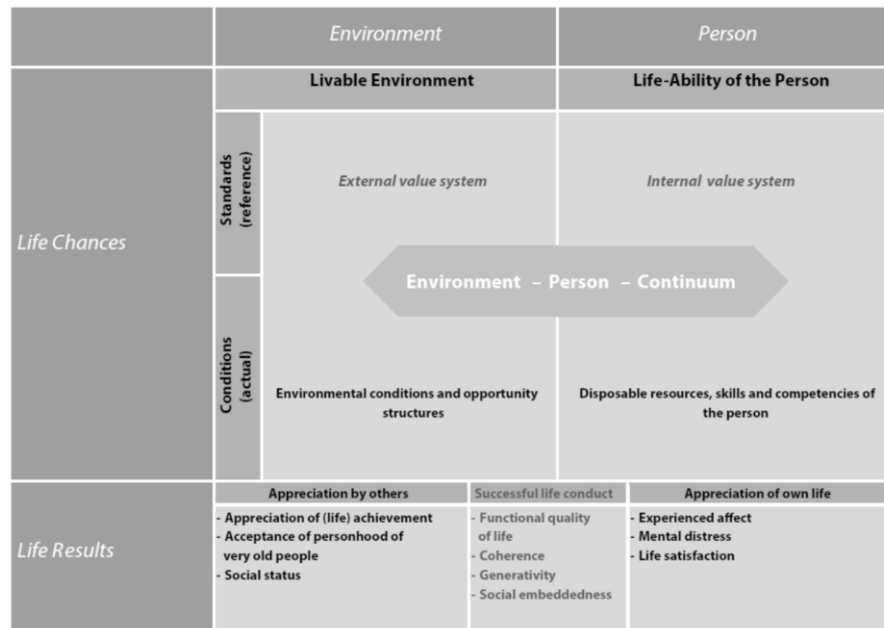 Environment
Person
Livable Environment
Life-Ability of the Person
Life Chances
Standards
(reference)
External value system
Internal value system
Environment – Person – Continuum
Conditions
(actual)
Environmental conditions and opportunity
structures
Disposable resources, skills and competencies of
the person
Life Results
Appreciation by others
- Appreciation of (life) achievement
- Acceptance of personhood of
very old people
- Social status
Successful life conduct
- Functional quality
of life
- Coherence
- Generativity
- Social embeddedness
Appreciation of own life
- Experienced affect
- Mental distress
- Life satisfaction